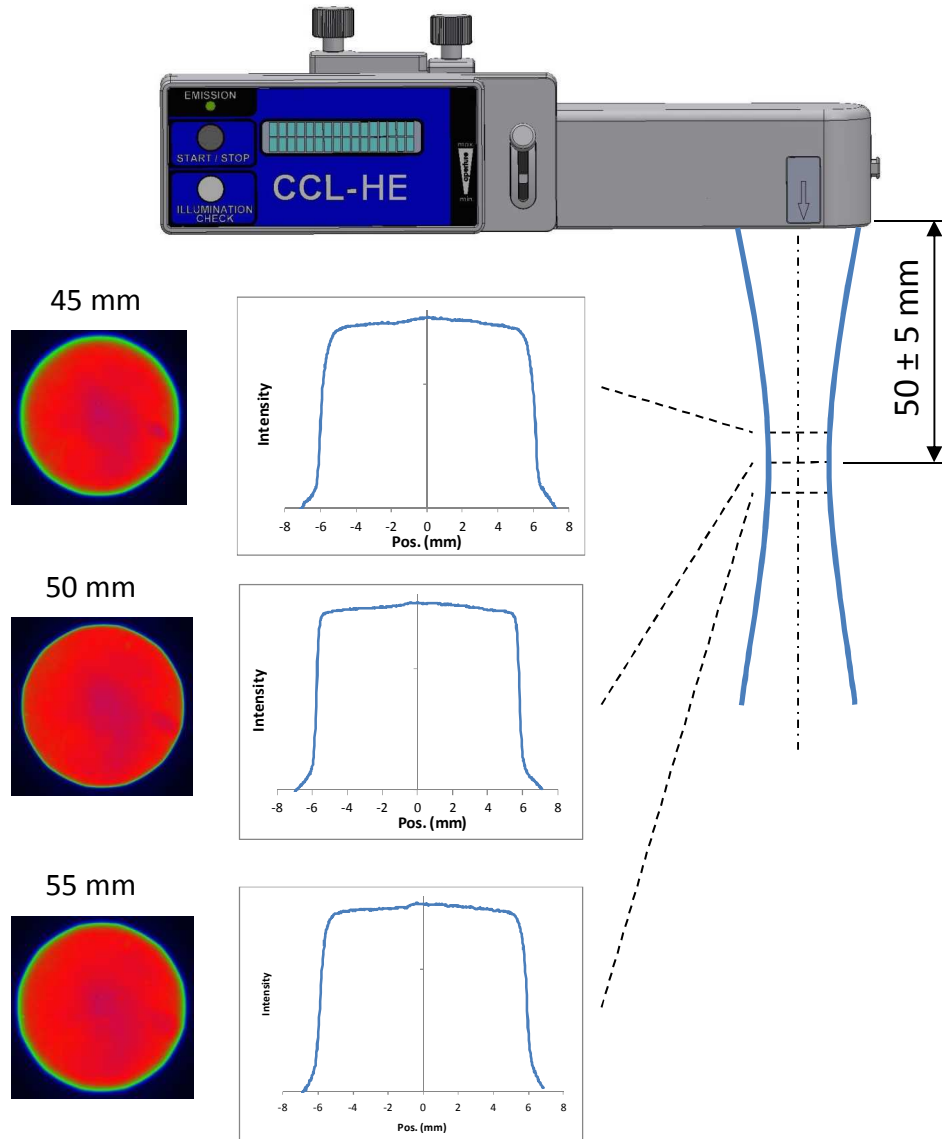 EMISSION
START / STOP
ILLUMINATION
CHECK
CCL-HE
max.
aperture
min.
50 ± 5 mm
45 mm
Intensity
-8 -6 -4 -2 0 2 4 6 8
Pos. (mm)
50 mm
Intensity
-8 -6 -4 -2 0 2 4 6 8
Pos. (mm)
55 mm
Intensity
-8 -6 -4 -2 0 2 4 6 8
Pos. (mm)